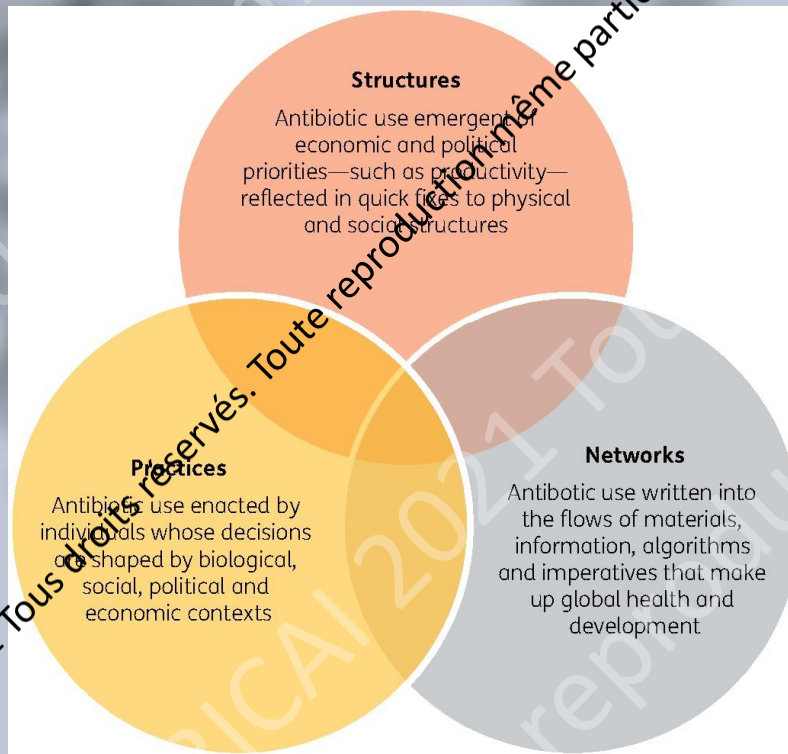 Structures
Antibiotic use emergent of
economic and political
priorities—such as productivity—
reflected in quick fixes to physical
and social structures
Practices
Antibiotic use enacted by
individuals whose decisions
are shaped by biological,
social, political and
economic contexts
Networks
Antibotic use written into
the flows of materials,
information, algorithms
and imperatives that make
up global health and
development
Tous droits réservés. Toute reproduction même
RICAI 2021